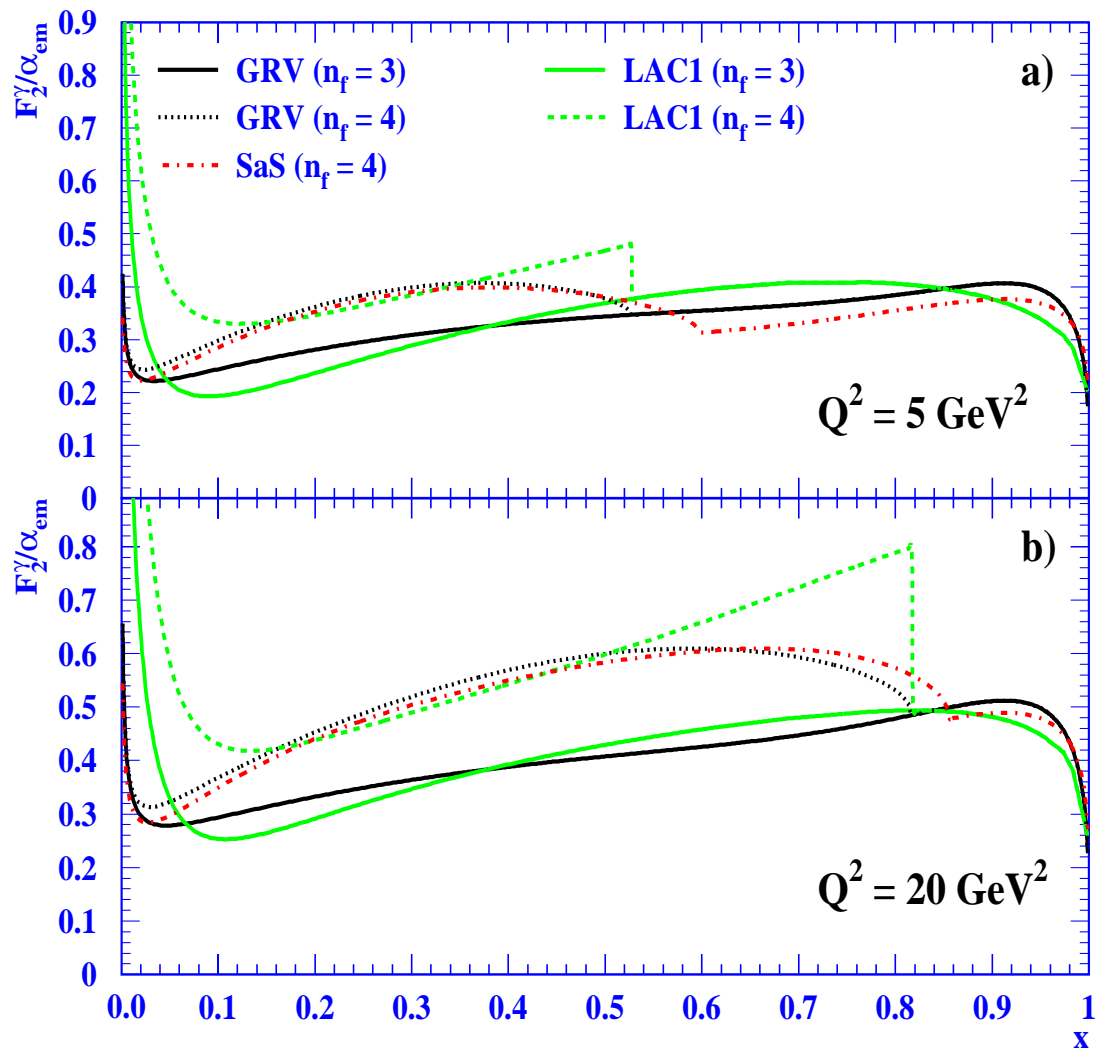 F₂^γ/α_em
0.9
0.8
0.7
0.6
0.5
0.4
0.3
0.2
0.1
0
GRV (n_f = 3)
LAC1 (n_f = 3)
a)
GRV (n_f = 4)
LAC1 (n_f = 4)
SaS (n_f = 4)
Q² = 5 GeV²
F₂^γ/α_em
0.8
0.7
0.6
0.5
0.4
0.3
0.2
0.1
0
b)
Q² = 20 GeV²
0.0 0.1 0.2 0.3 0.4 0.5 0.6 0.7 0.8 0.9 1
x